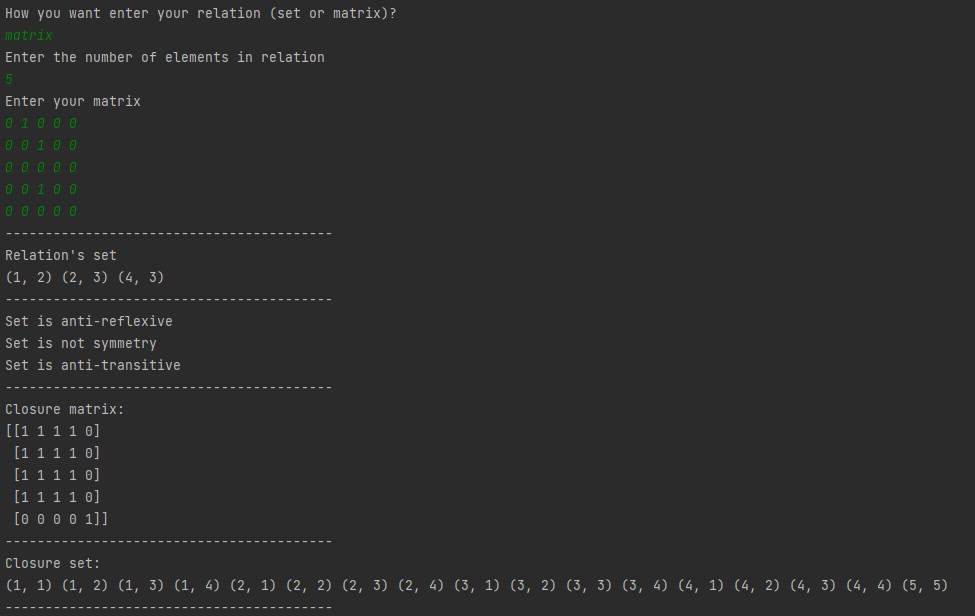 How you want enter your relation (set or matrix)?
matrix
Enter the number of elements in relation
5
Enter your matrix
0 1 0 0 0
0 0 1 0 0
0 0 0 0 0
0 0 1 0 0
0 0 0 0 0
-----------------------------------------
Relation's set
(1, 2) (2, 3) (4, 3)
-----------------------------------------
Set is anti-reflexive
Set is not symmetry
Set is anti-transitive
-----------------------------------------
Closure matrix:
[[1 1 1 1 0]
 [1 1 1 1 0]
 [1 1 1 1 0]
 [1 1 1 1 0]
 [0 0 0 0 1]]
-----------------------------------------
Closure set:
(1, 1) (1, 2) (1, 3) (1, 4) (2, 1) (2, 2) (2, 3) (2, 4) (3, 1) (3, 2) (3, 3) (3, 4) (4, 1) (4, 2) (4, 3) (4, 4) (5, 5)
-----------------------------------------